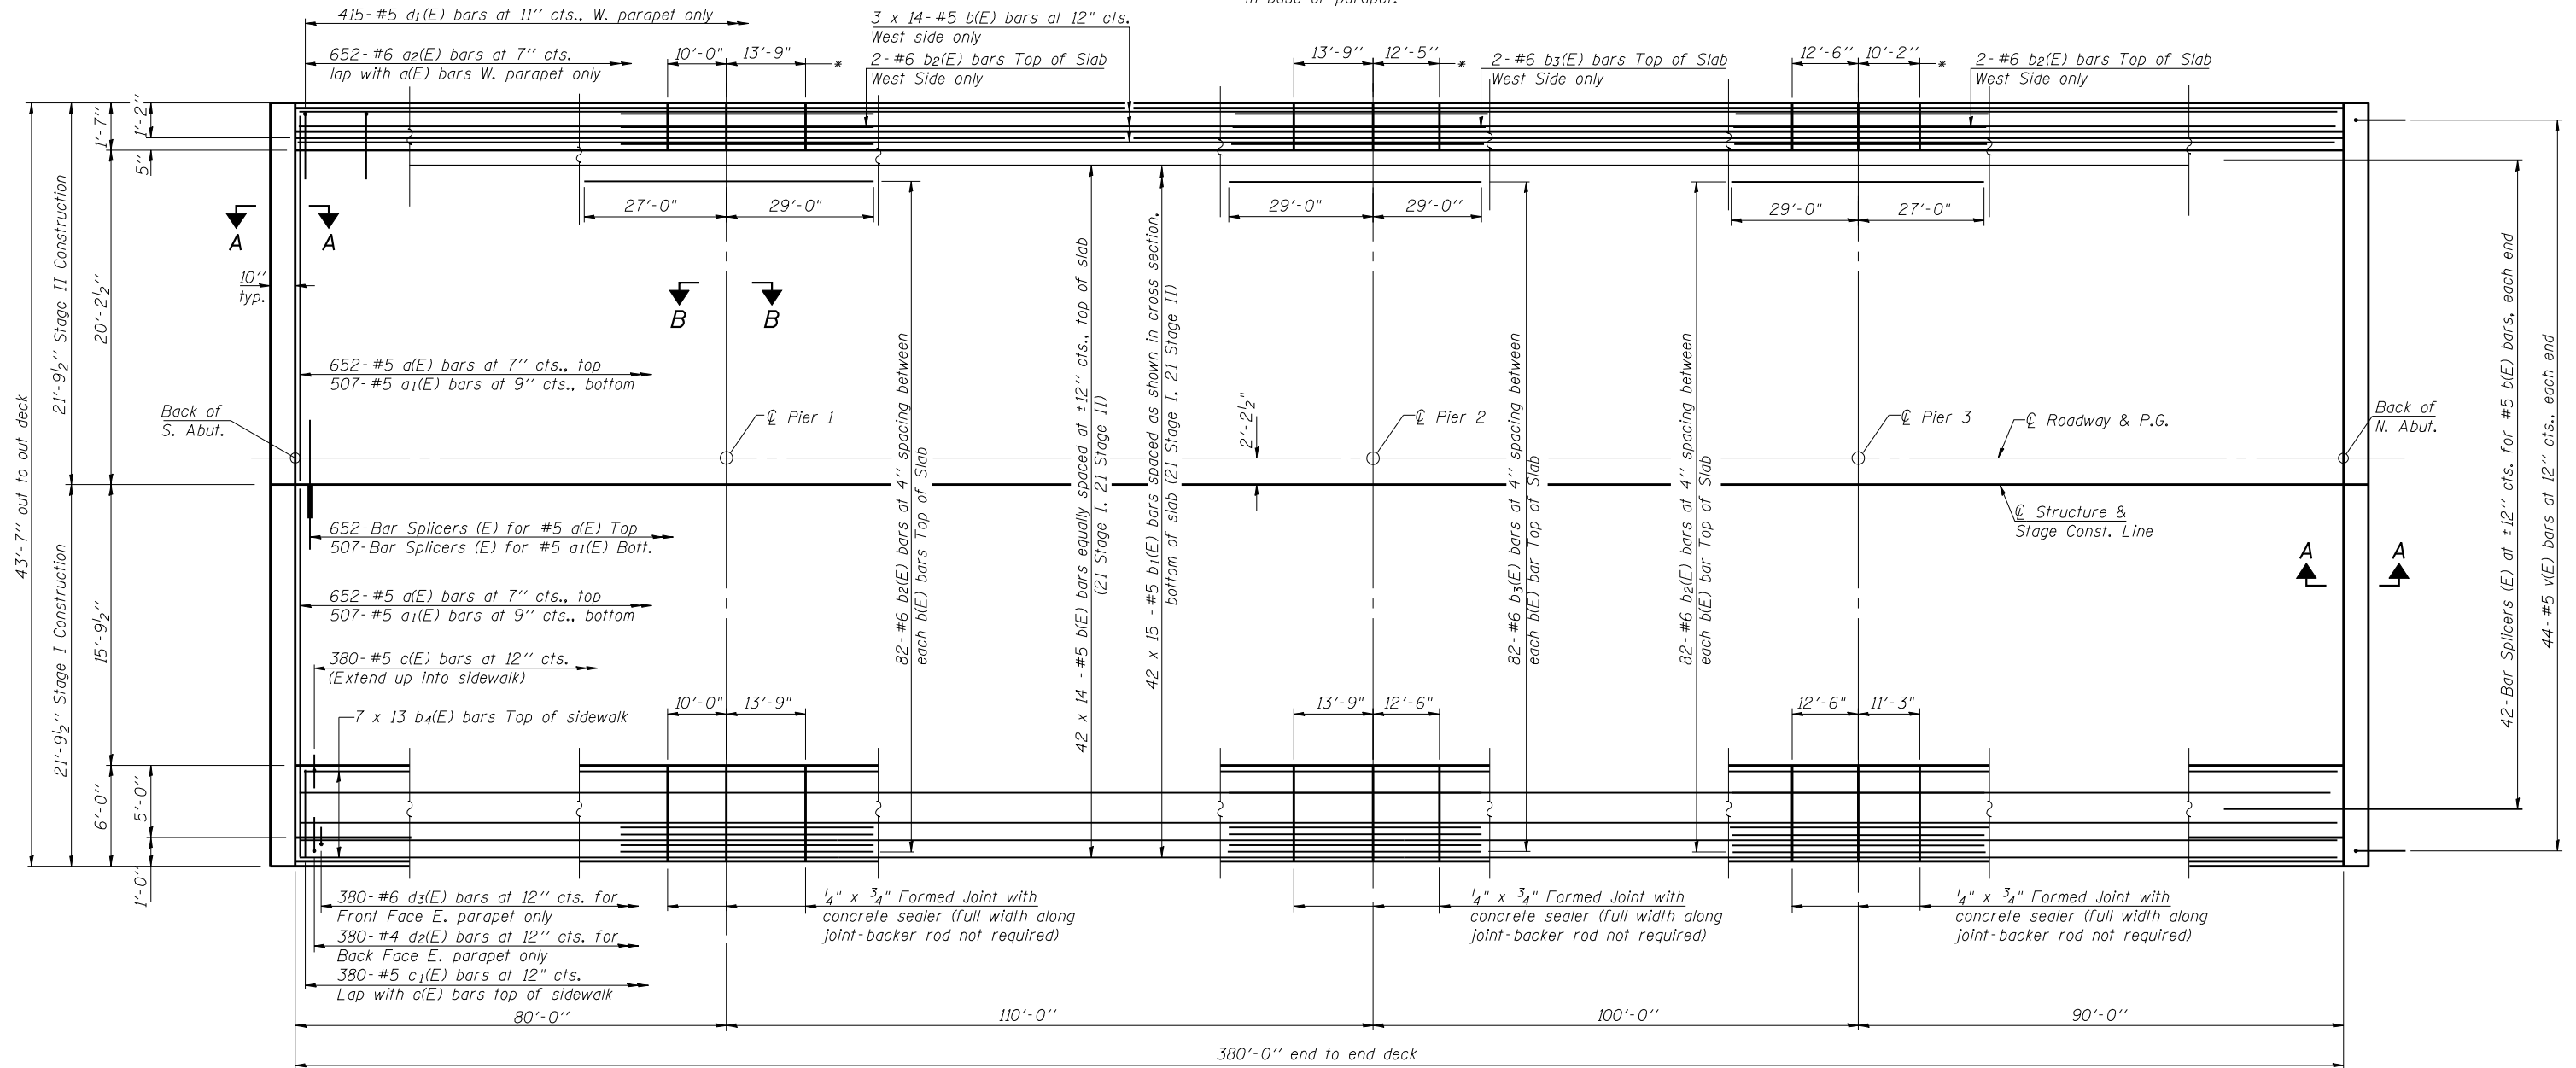 in base of parapet.
415-#5 d1(E) bars at 11'' cts., W. parapet only
652-#6 a2(E) bars at 7'' cts.
lap with a(E) bars W. parapet only
10'-0" 13'-9" *
3 x 14-#5 b(E) bars at 12" cts.
West side only
2-#6 b2(E) bars Top of Slab
West Side only
13'-9" 12'-5" *
2-#6 b3(E) bars Top of Slab
West Side only
12'-6" 10'-2" *
2-#6 b2(E) bars Top of Slab
West Side only
43'-7" out to out deck
21'-9½'' Stage II Construction
21'-9½'' Stage I Construction
1'-7"
20'-2½''
15'-9½''
6'-0''
1'-2''
5''
5'-0''
1'-0''
A A
10''
typ.
27'-0" 29'-0"
29'-0" 29'-0''
29'-0" 27'-0"
B B
652-#5 a(E) bars at 7'' cts., top
507-#5 a1(E) bars at 9'' cts., bottom
Back of
S. Abut.
℄ Pier 1
℄ Pier 2
℄ Pier 3
2'-2½"
℄ Roadway & P.G.
Back of
N. Abut.
℄ Structure &
Stage Const. Line
A A
652-Bar Splicers (E) for #5 a(E) Top
507-Bar Splicers (E) for #5 a1(E) Bott.
652-#5 a(E) bars at 7'' cts., top
507-#5 a1(E) bars at 9'' cts., bottom
380-#5 c(E) bars at 12'' cts.
(Extend up into sidewalk)
7 x 13 b4(E) bars Top of sidewalk
82-#6 b2(E) bars at 4'' spacing between
each b(E) bars Top of Slab
42 x 14 - #5 b(E) bars equally spaced at ±12'' cts., top of slab
(21 Stage I, 21 Stage II)
42 x 15 -#5 b1(E) bars spaced as shown in cross section,
bottom of slab (21 Stage I, 21 Stage II)
82-#6 b3(E) bars at 4'' spacing between
each b(E) bar Top of Slab
82-#6 b2(E) bars at 4'' spacing between
each b(E) bar Top of Slab
42-Bar Splicers (E) at ±12'' cts. for #5 b(E) bars, each end
44-#5 v(E) bars at 12'' cts., each end
10'-0" 13'-9"
13'-9" 12'-6"
12'-6" 11'-3"
380-#6 d3(E) bars at 12'' cts. for
Front Face E. parapet only
380-#4 d2(E) bars at 12'' cts. for
Back Face E. parapet only
380-#5 c1(E) bars at 12" cts.
Lap with c(E) bars top of sidewalk
¼" x ¾" Formed Joint with
concrete sealer (full width along
joint-backer rod not required)
¼" x ¾" Formed Joint with
concrete sealer (full width along
joint-backer rod not required)
¼" x ¾" Formed Joint with
concrete sealer (full width along
joint-backer rod not required)
80'-0'' 110'-0'' 100'-0'' 90'-0''
380'-0'' end to end deck